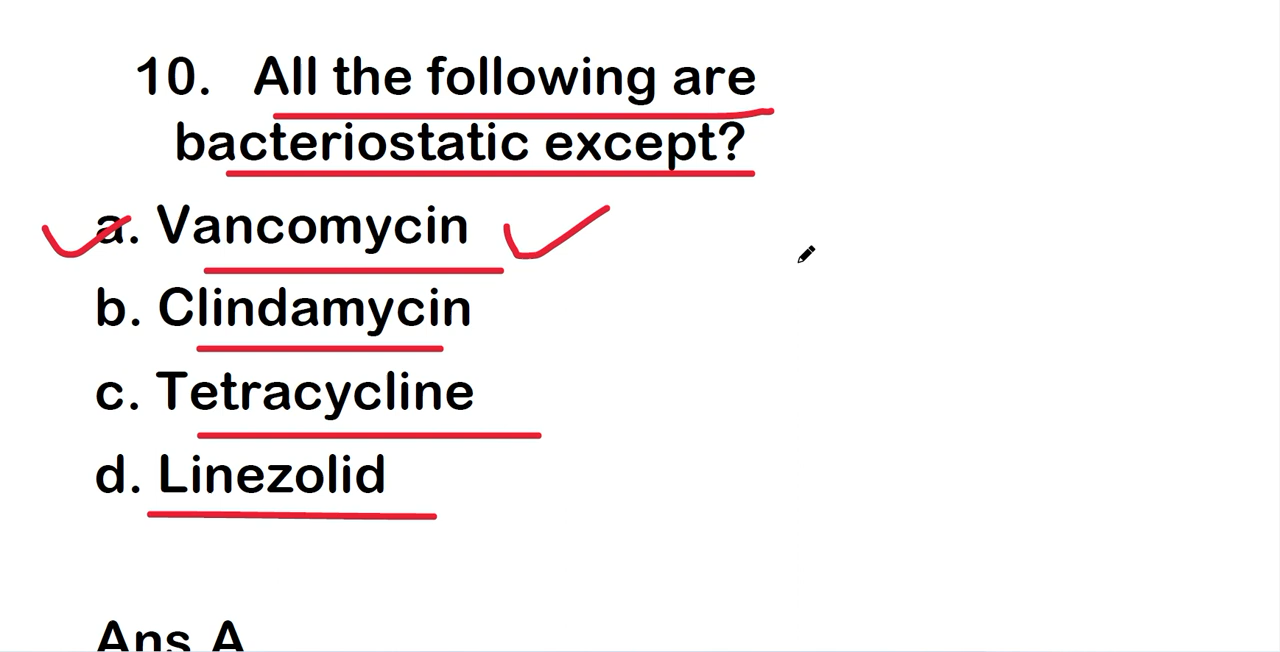 10. All the following are
bacteriostatic except?
a. Vancomycin
b. Clindamycin
c. Tetracycline
d. Linezolid
Ans A